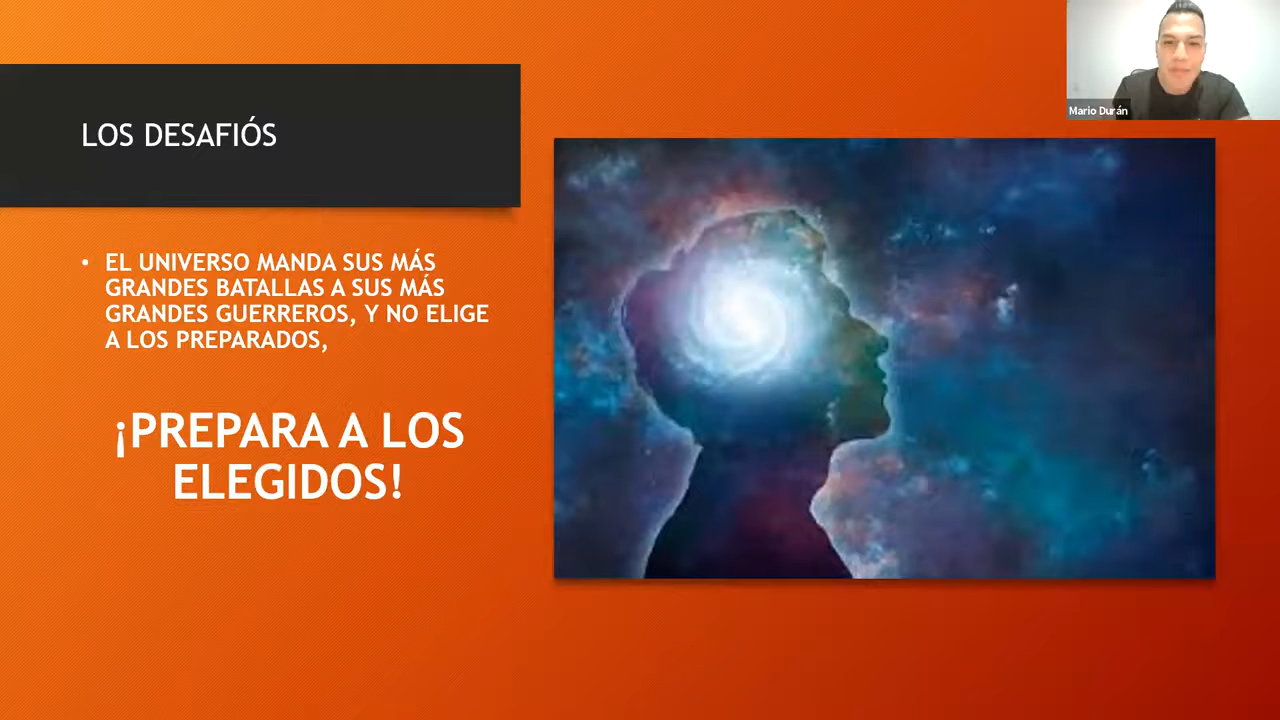 LOS DESAFIÓS
• EL UNIVERSO MANDA SUS MÁS
GRANDES BATALLAS A SUS MÁS
GRANDES GUERREROS, Y NO ELIGE
A LOS PREPARADOS,
¡PREPARA A LOS
ELEGIDOS!
Mario Durán